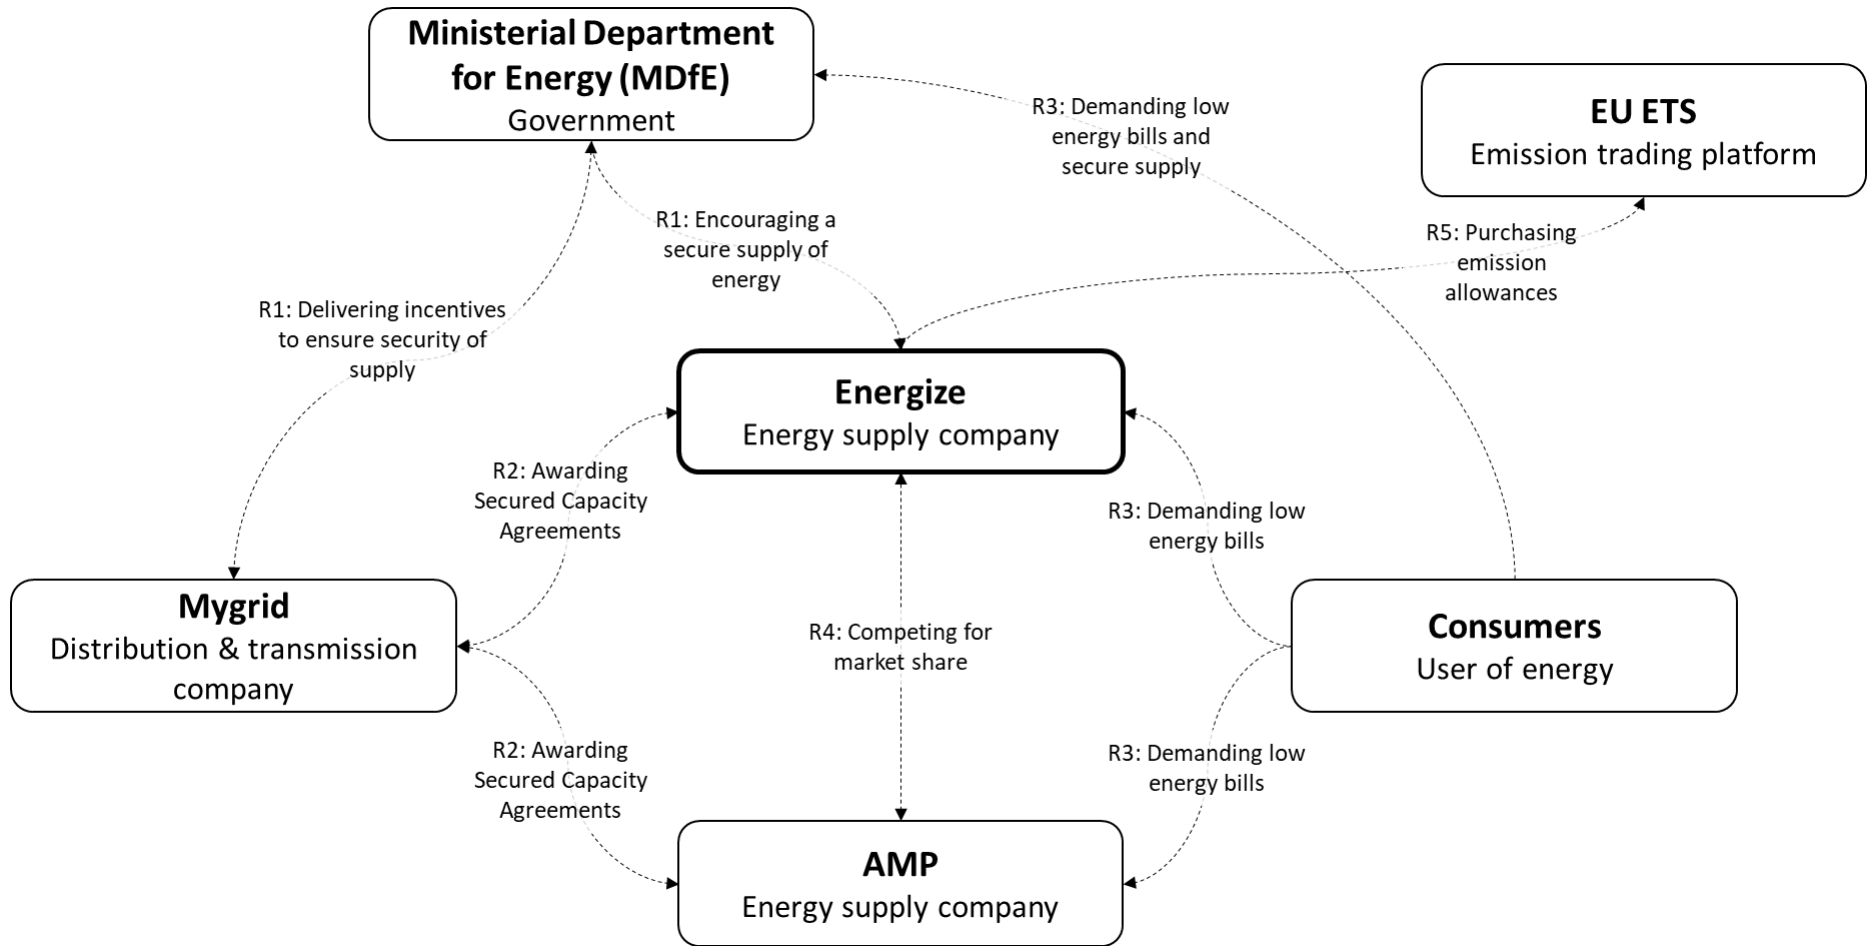 Ministerial Department
for Energy (MDfE)
Government
EU ETS
Emission trading platform
R3: Demanding low
energy bills and
secure supply
R1: Encouraging a
secure supply of
energy
R5: Purchasing
emission
allowances
R1: Delivering incentives
to ensure security of
supply
Energize
Energy supply company
R2: Awarding
Secured Capacity
Agreements
R3: Demanding low
energy bills
Mygrid
Distribution & transmission
company
R4: Competing for
market share
Consumers
User of energy
R2: Awarding
Secured Capacity
Agreements
R3: Demanding low
energy bills
AMP
Energy supply company